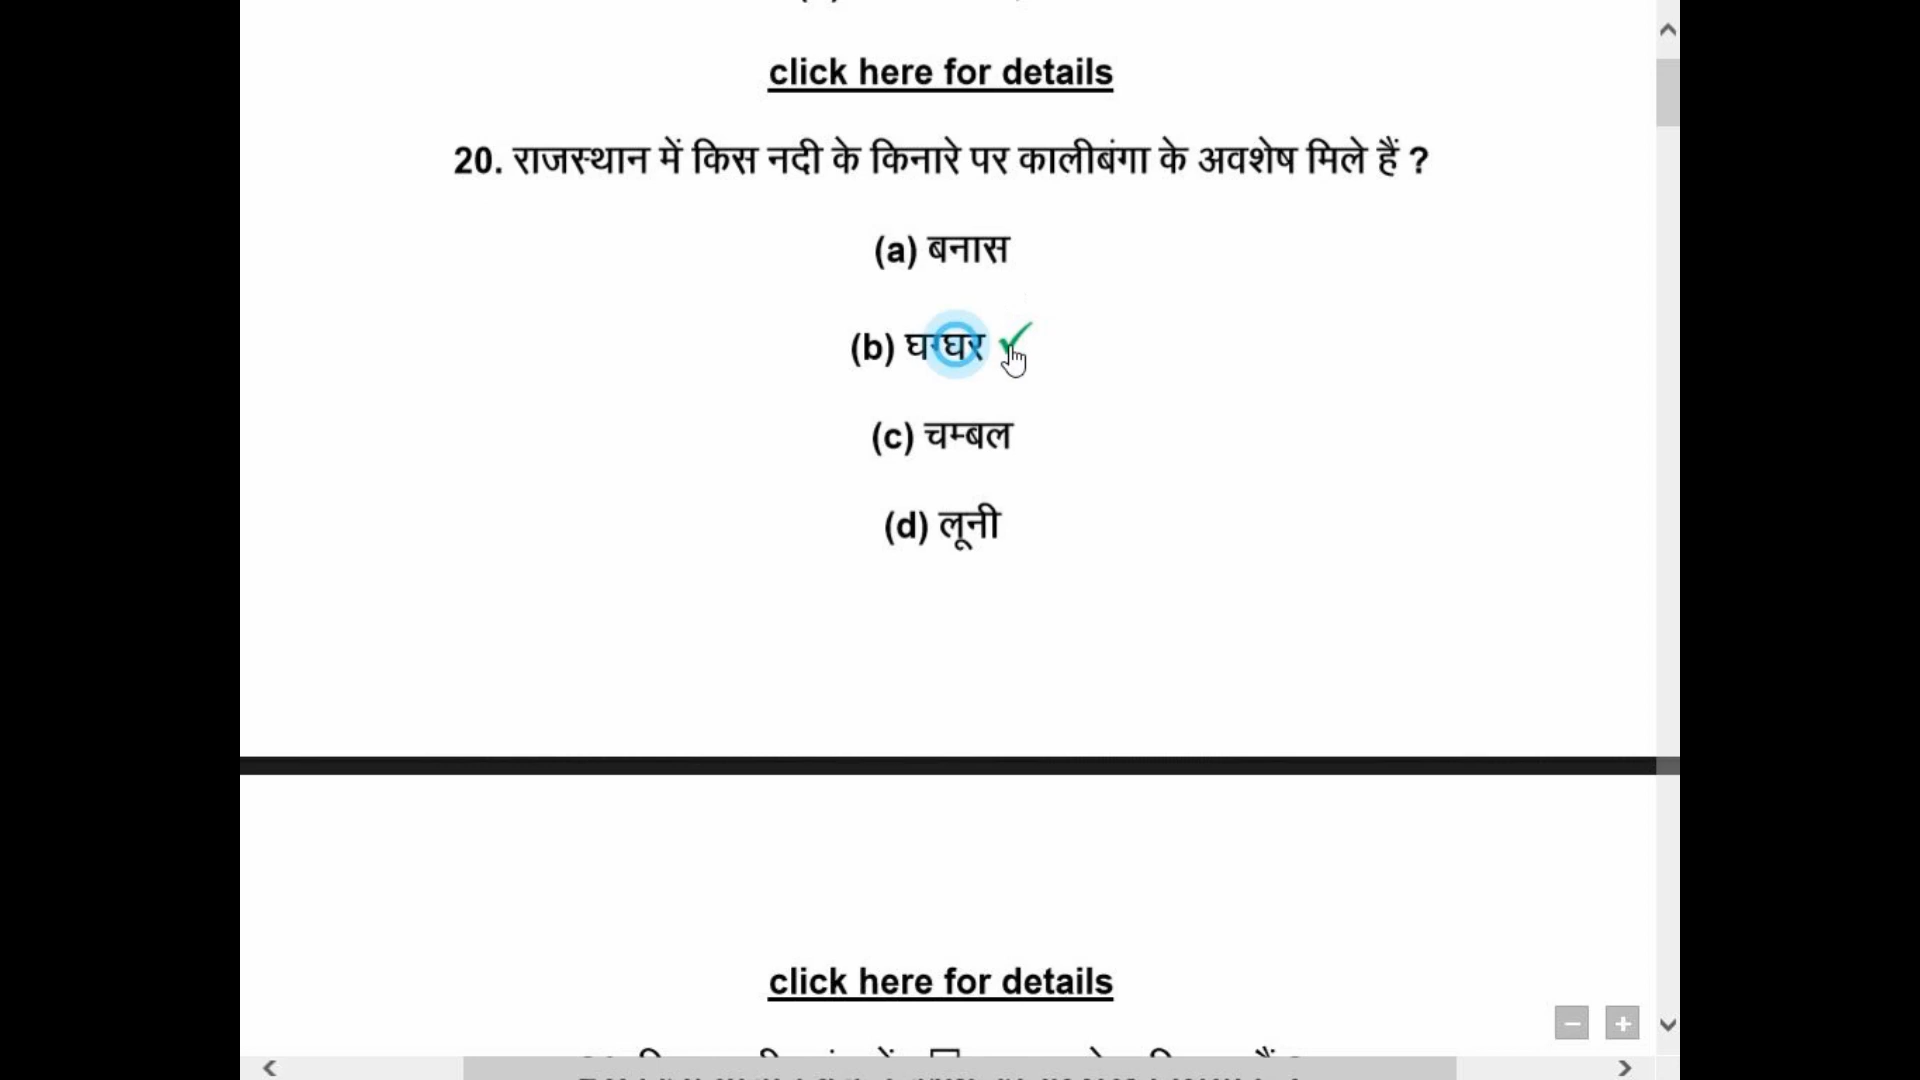 click here for details
20. राजस्थान में किस नदी के किनारे पर कालीबंगा के अवशेष मिले हैं ?
(a) बनास
(b) घग्घर ✓
(c) चम्बल
(d) लूनी
click here for details